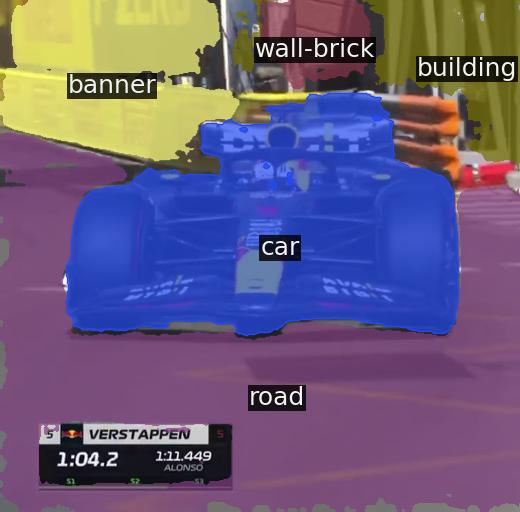 wall-brick
building
banner
car
road
5 VERSTAPPEN 5
1:04.2 1:11.449
ALONSO
S1 S2 S3